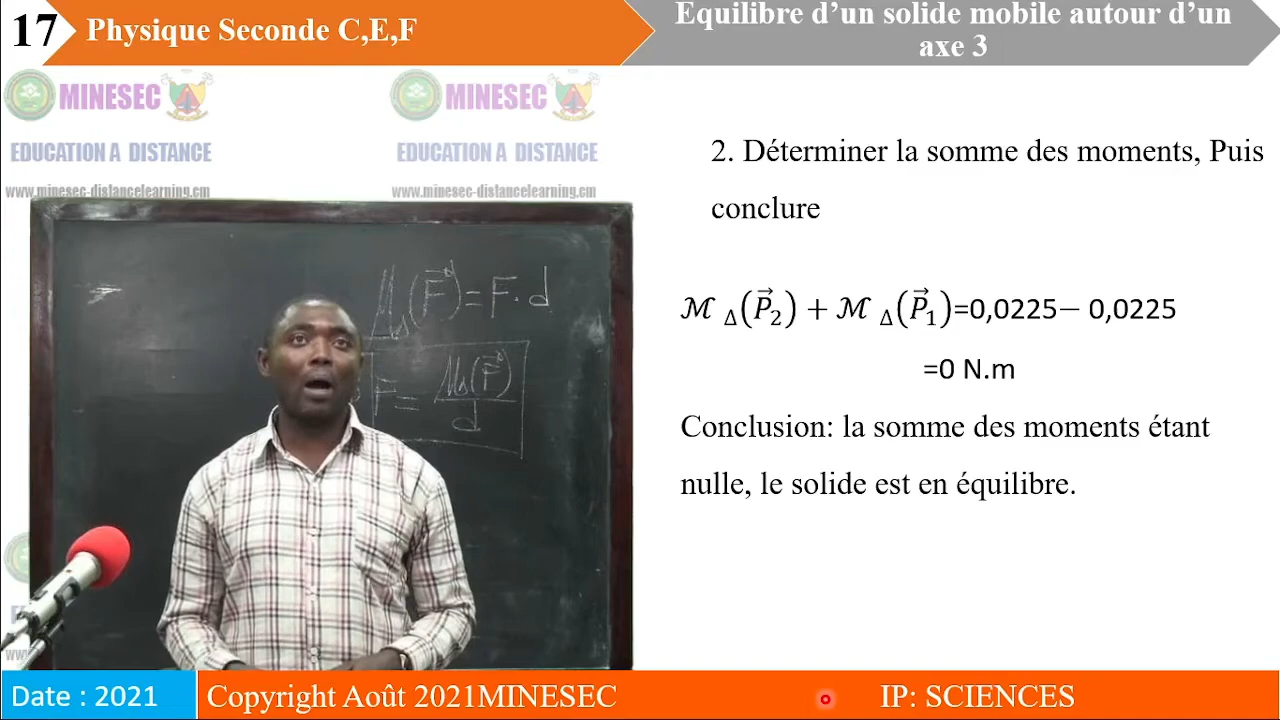 17
Physique Seconde C,E,F
Equilibre d’un solide mobile autour d’un
axe 3
MINESEC
MINESEC
EDUCATION A DISTANCE
EDUCATION A DISTANCE
www.minesec-distancelearning.cm
www.minesec-distancelearning.cm
2. Déterminer la somme des moments, Puis
conclure
ℳ Δ(P⃗₂) + ℳ Δ(P⃗₁)=0,0225− 0,0225
=0 N.m
Conclusion: la somme des moments étant
nulle, le solide est en équilibre.
ℳΔ(F⃗) = F. d
F = ℳΔ(F⃗)/d
Date : 2021
Copyright Août 2021MINESEC
IP: SCIENCES